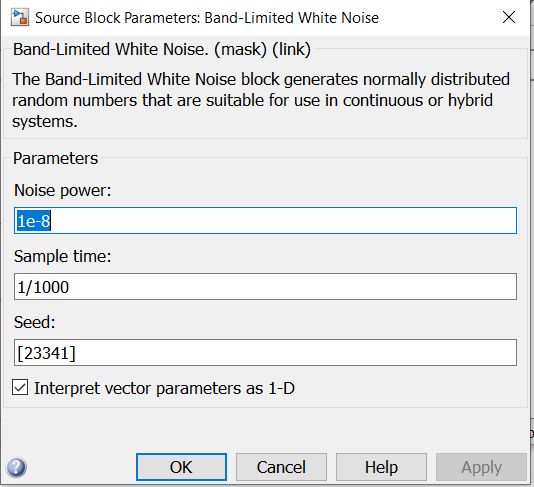 Source Block Parameters: Band-Limited White Noise
Band-Limited White Noise. (mask) (link)
The Band-Limited White Noise block generates normally distributed
random numbers that are suitable for use in continuous or hybrid
systems.
Parameters
Noise power:
1e-8
Sample time:
1/1000
Seed:
[23341]
Interpret vector parameters as 1-D
OK
Cancel
Help
Apply